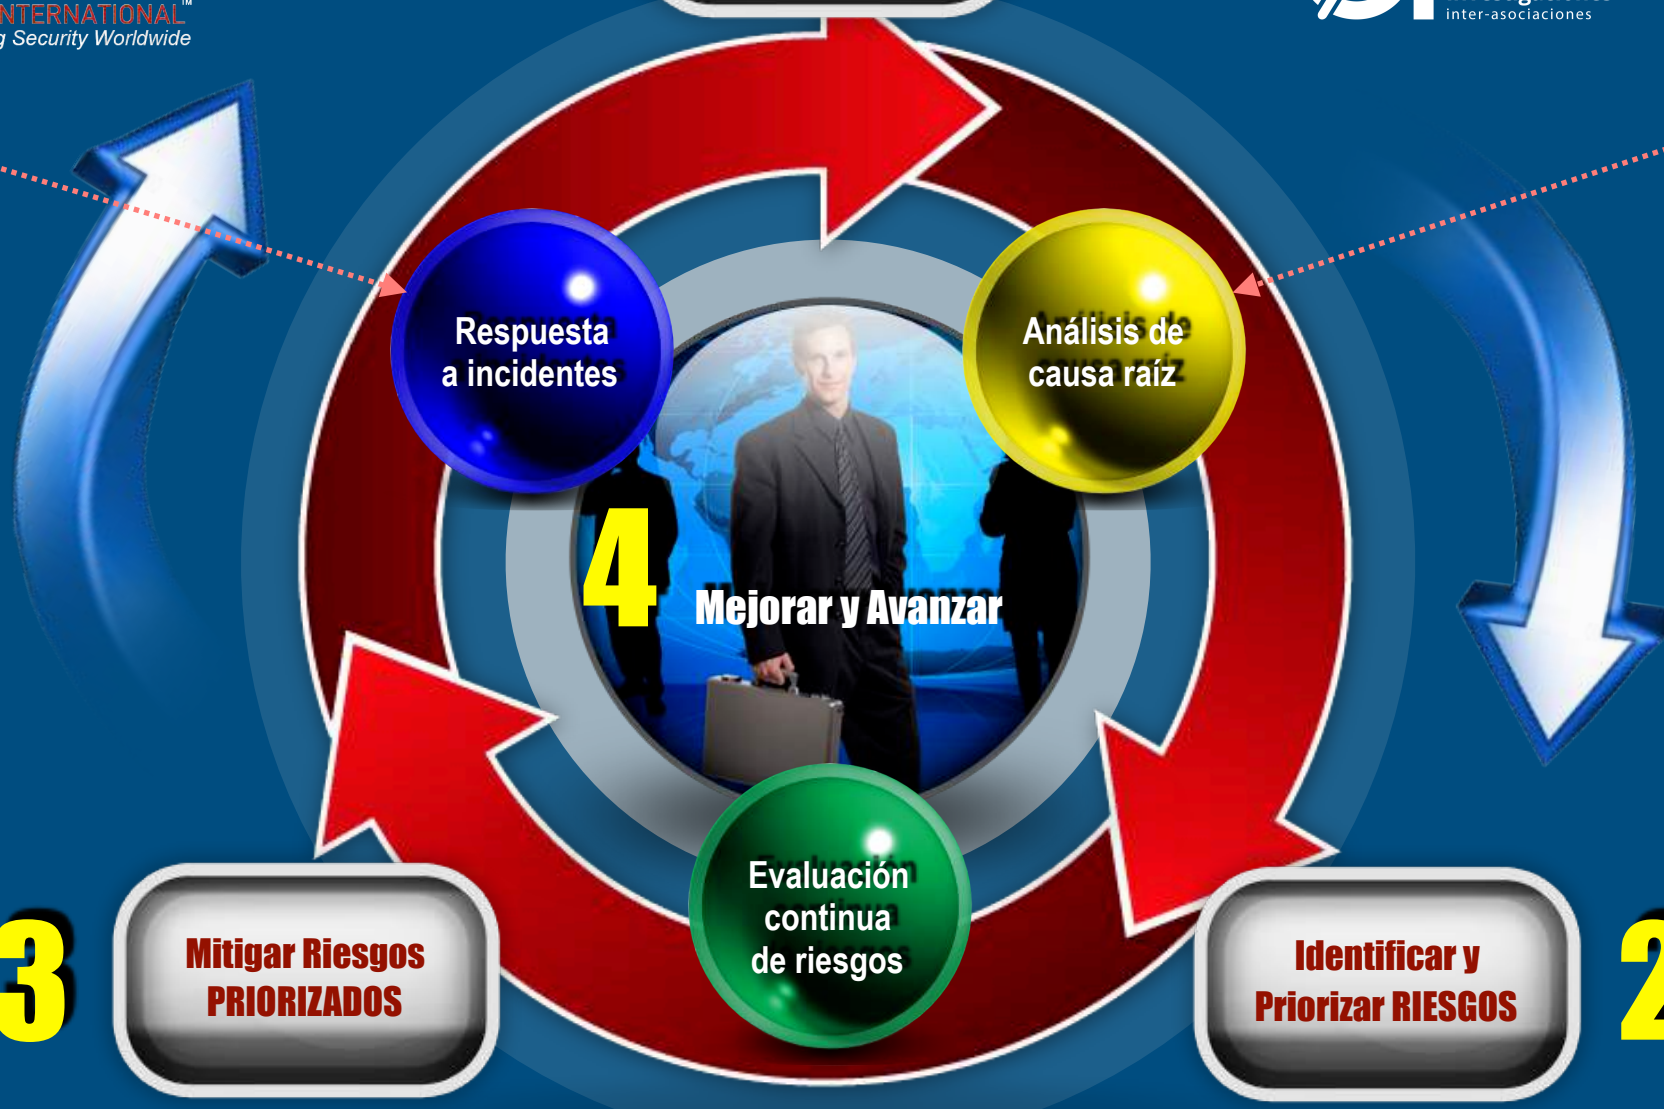 INTERNATIONAL™
Security Worldwide
inter-asociaciones
Respuesta
a incidentes
Análisis de
causa raíz
4
Mejorar y Avanzar
Evaluación
continua
de riesgos
3
Mitigar Riesgos
PRIORIZADOS
Identificar y
Priorizar RIESGOS
2